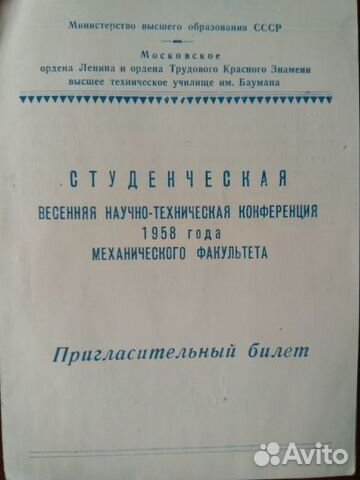 Министерство высшего образования СССР
Московское
ордена Ленина и ордена Трудового Красного Знамени
высшее техническое училище им. Баумана
СТУДЕНЧЕСКАЯ
ВЕСЕННЯЯ НАУЧНО-ТЕХНИЧЕСКАЯ КОНФЕРЕНЦИЯ
1958 года
МЕХАНИЧЕСКОГО ФАКУЛЬТЕТА
Пригласительный билет
Avito